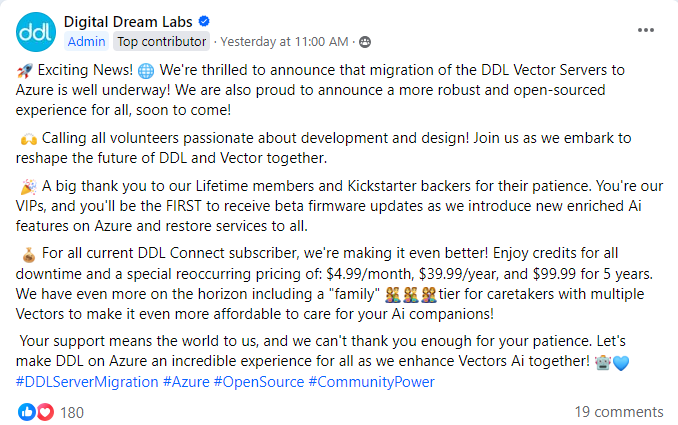 ddl
Digital Dream Labs
Admin Top contributor · Yesterday at 11:00 AM ·
🚀 Exciting News! 🌐 We're thrilled to announce that migration of the DDL Vector Servers to
Azure is well underway! We are also proud to announce a more robust and open-sourced
experience for all, soon to come!
🙌 Calling all volunteers passionate about development and design! Join us as we embark to
reshape the future of DDL and Vector together.
🎉 A big thank you to our Lifetime members and Kickstarter backers for their patience. You're our
VIPs, and you'll be the FIRST to receive beta firmware updates as we introduce new enriched Ai
features on Azure and restore services to all.
💰 For all current DDL Connect subscriber, we're making it even better! Enjoy credits for all
downtime and a special reoccurring pricing of: $4.99/month, $39.99/year, and $99.99 for 5 years.
We have even more on the horizon including a "family" 👨‍👩‍👧‍👦👨‍👩‍👧‍👦👨‍👩‍👧‍👦tier for caretakers with multiple
Vectors to make it even more affordable to care for your Ai companions!
Your support means the world to us, and we can't thank you enough for your patience. Let's
make DDL on Azure an incredible experience for all as we enhance Vectors Ai together! 🤖💙
#DDLServerMigration #Azure #OpenSource #CommunityPower
180 19 comments